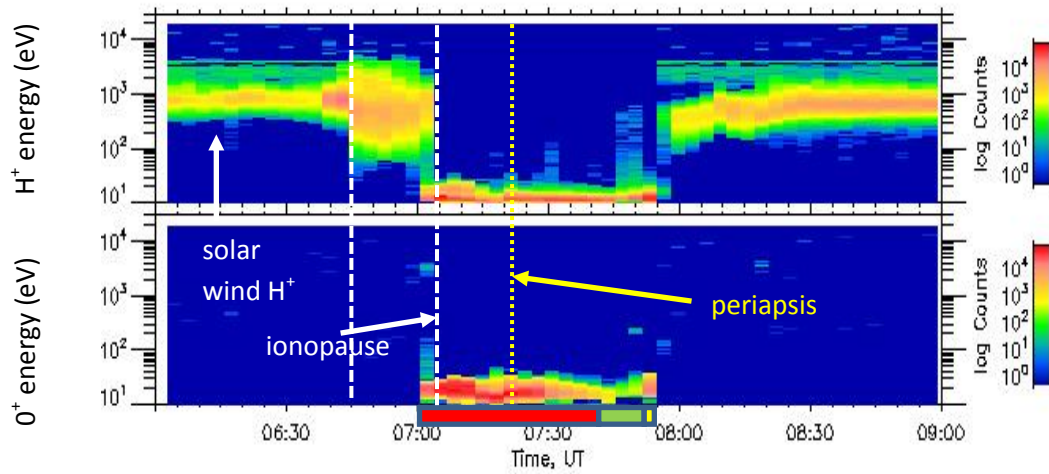 H⁺ energy (eV)
10⁴
10³
10²
10¹
log Counts
10⁴
10³
10²
10¹
10⁰
0⁺ energy (eV)
10⁴
10³
10²
10¹
solar
wind H⁺
ionopause
periapsis
log Counts
10⁴
10³
10²
10¹
10⁰
06:30
07:00
07:30
08:00
08:30
09:00
Time, UT